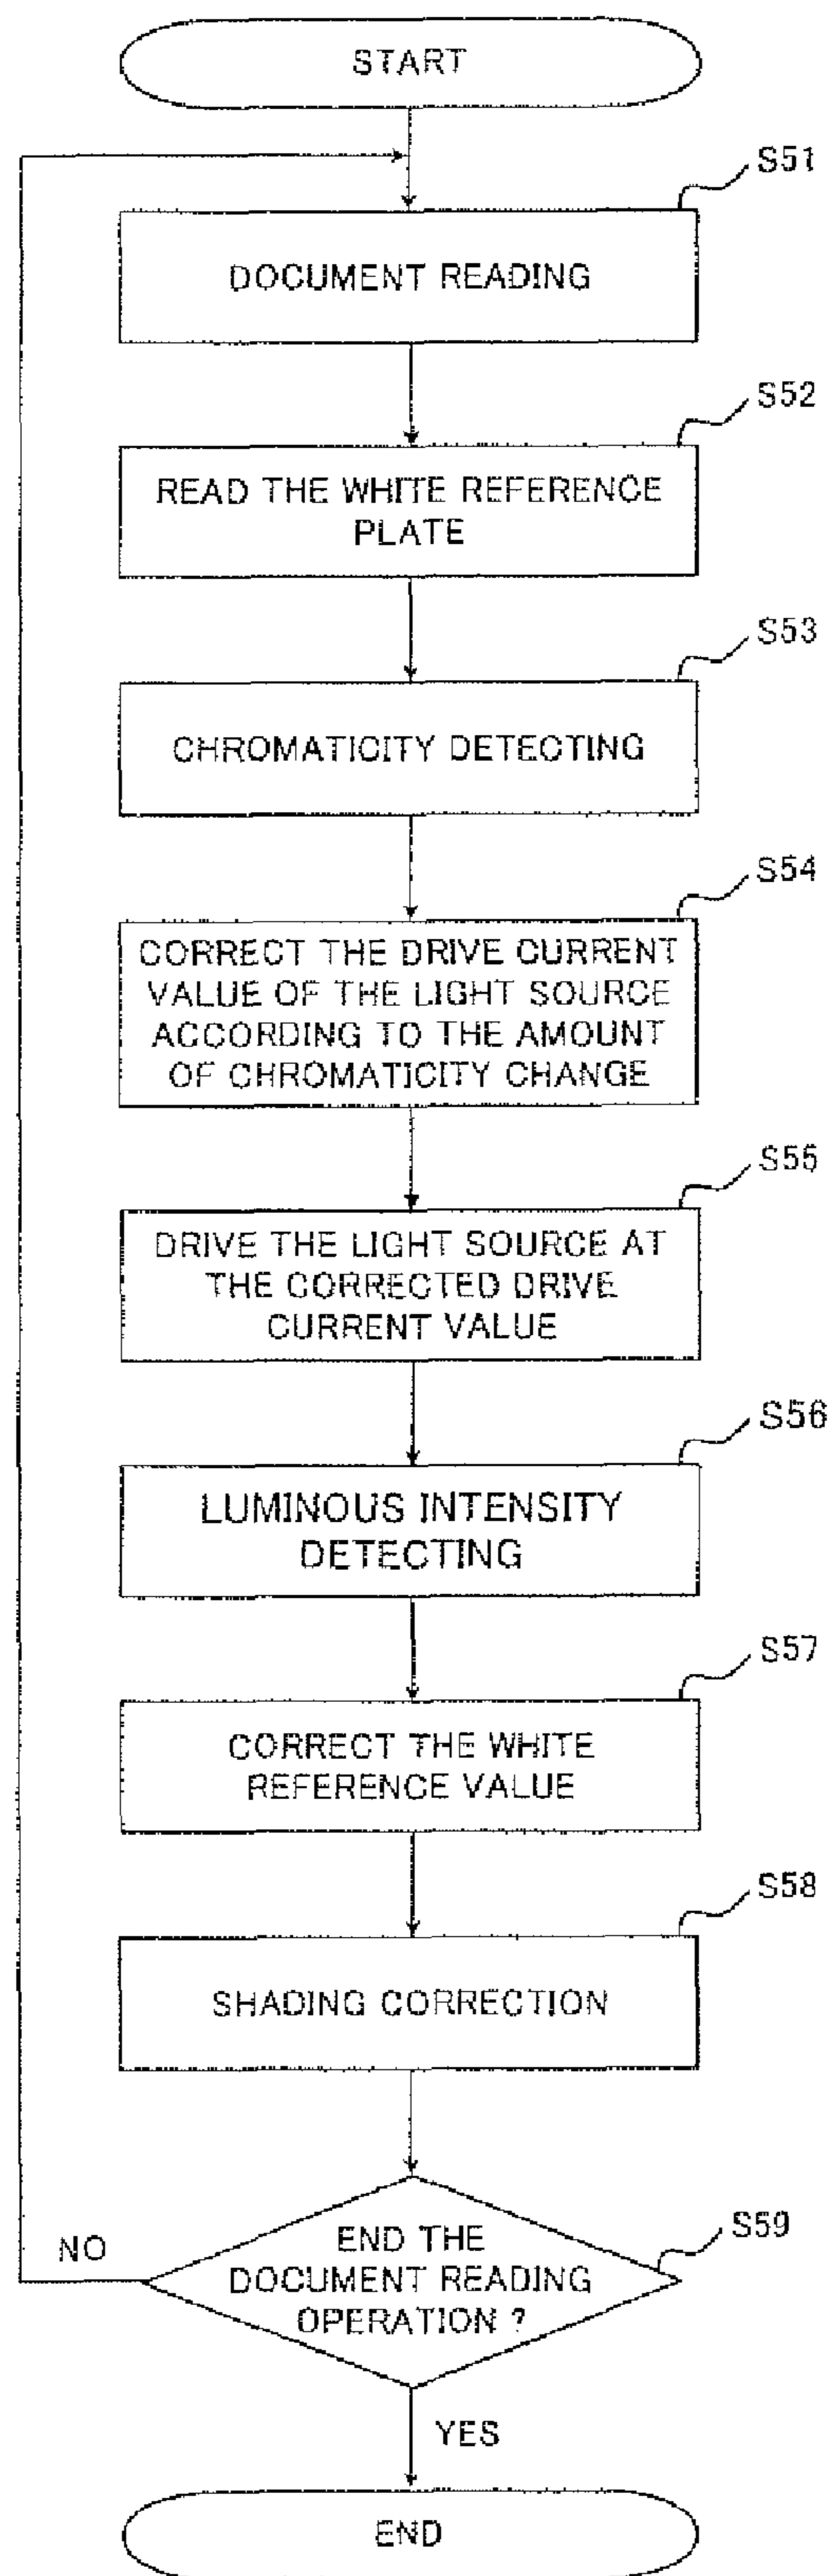 START
S51
DOCUMENT READING
S52
READ THE WHITE REFERENCE
PLATE
S53
CHROMATICITY DETECTING
S54
CORRECT THE DRIVE CURRENT
VALUE OF THE LIGHT SOURCE
ACCORDING TO THE AMOUNT
OF CHROMATICITY CHANGE
S55
DRIVE THE LIGHT SOURCE AT
THE CORRECTED DRIVE
CURRENT VALUE
S56
LUMINOUS INTENSITY
DETECTING
S57
CORRECT THE WHITE
REFERENCE VALUE
S58
SHADING CORRECTION
S59
NO
END THE
DOCUMENT READING
OPERATION ?
YES
END